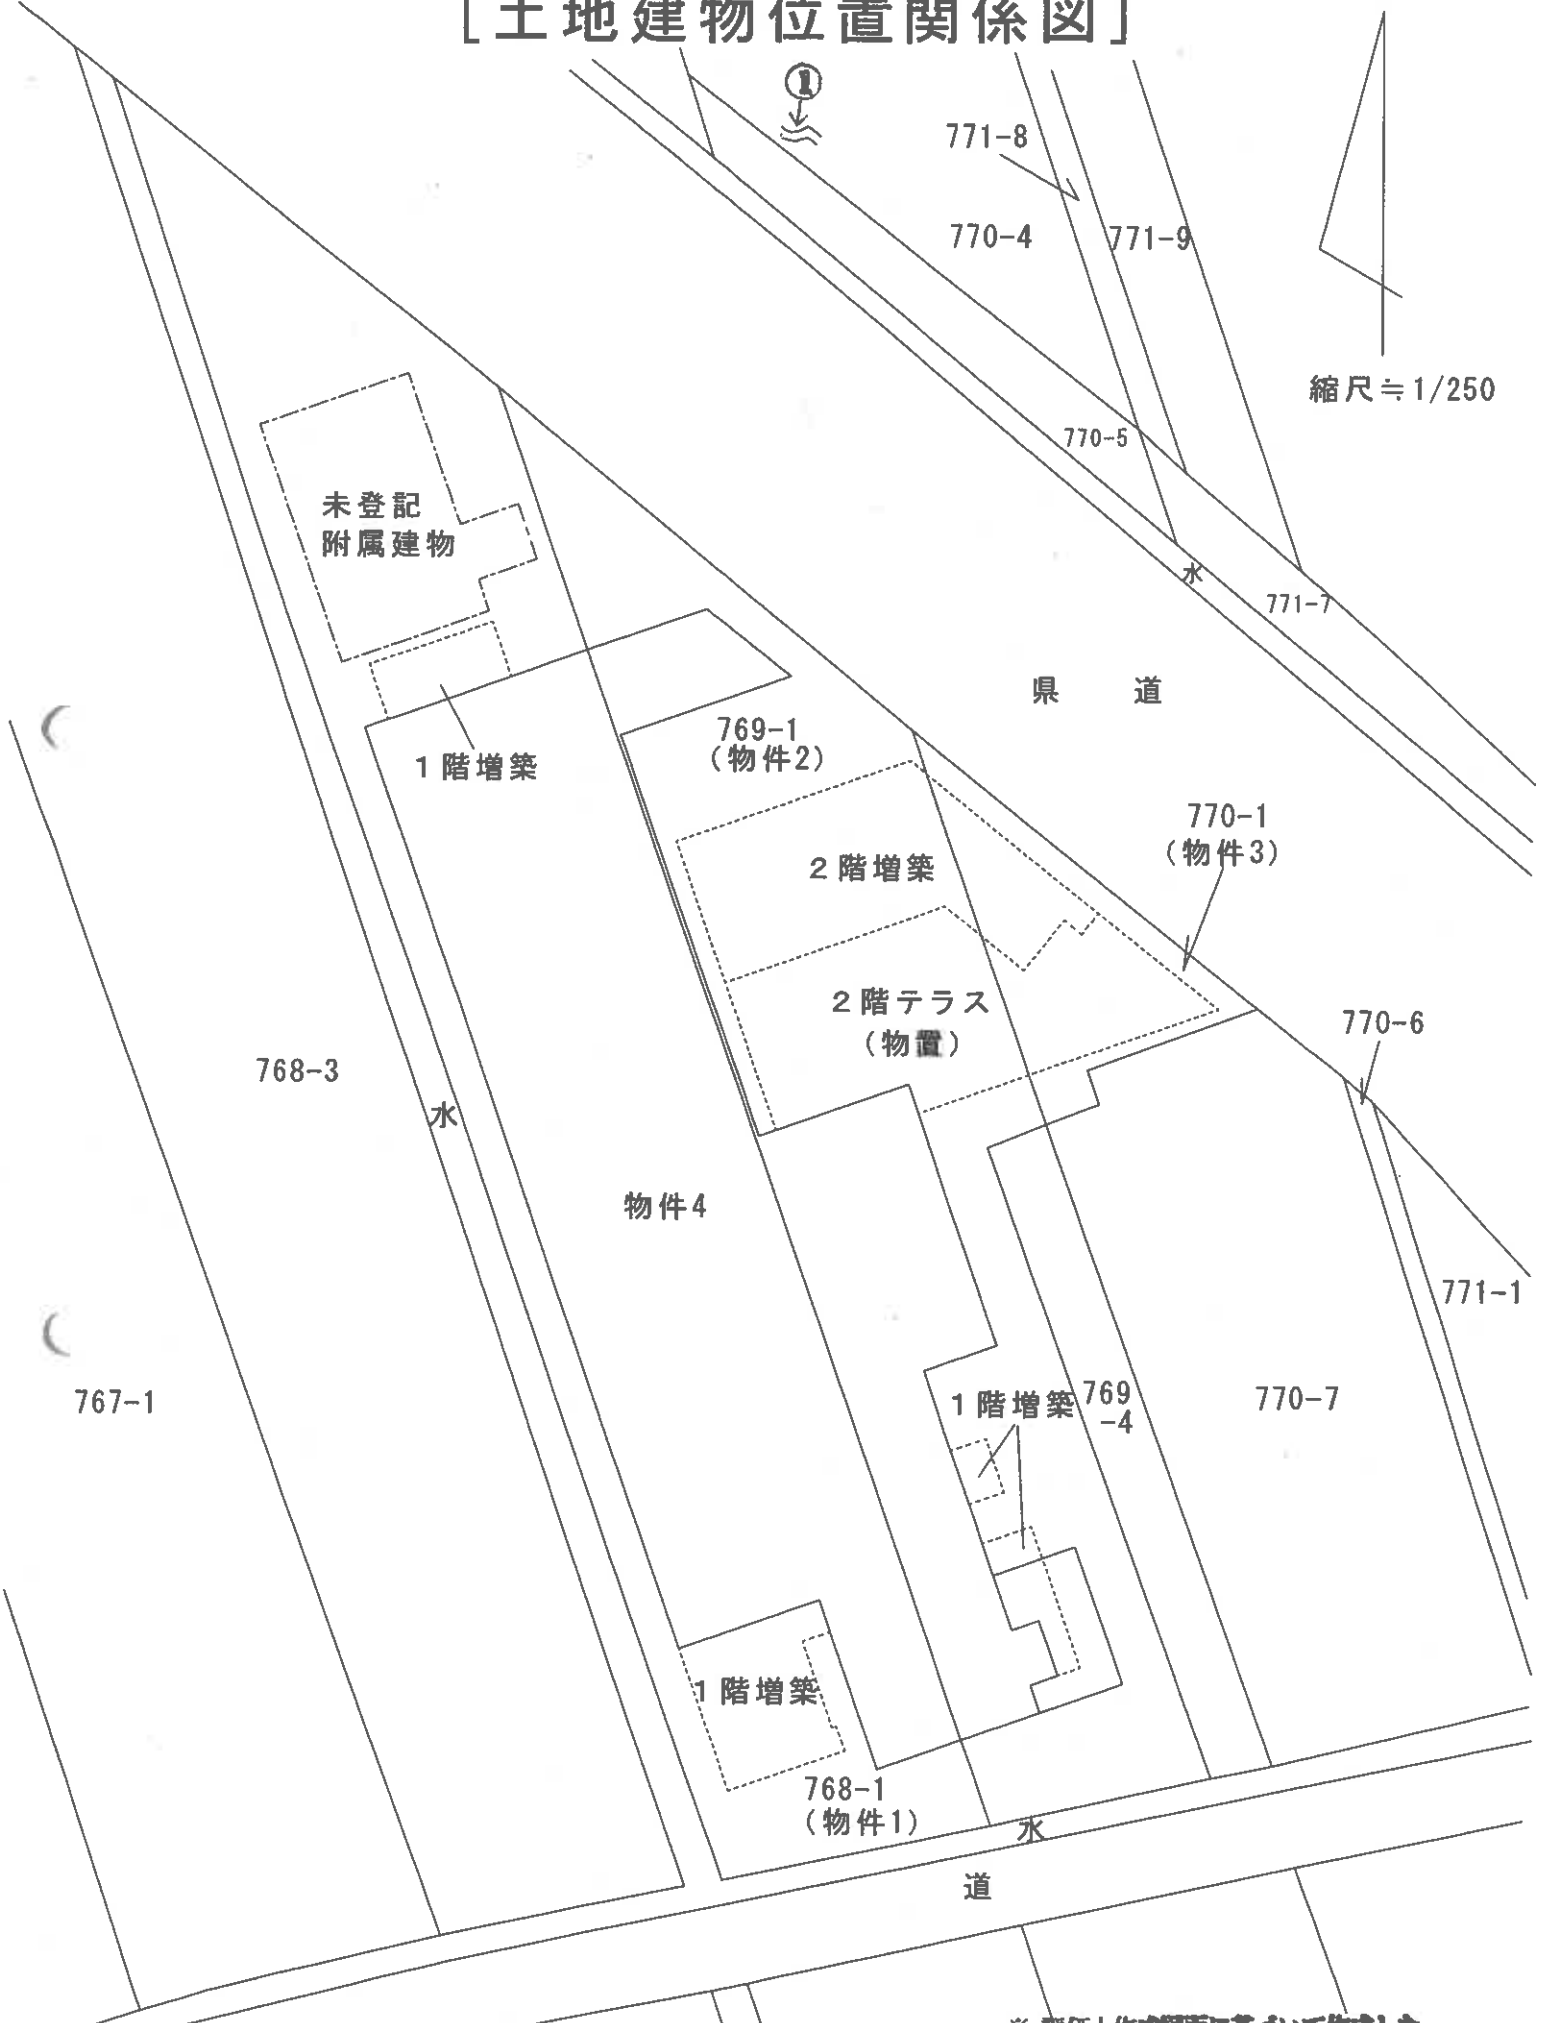 [土地建物位置関係図]
①
771-8
770-4
771-9
縮尺≒1/250
770-5
未登記
附属建物
水
771-7
県 道
769-1
(物件2)
1階増築
770-1
(物件3)
2階増築
2階テラス
(物置)
770-6
768-3
水
物件4
771-1
767-1
1階増築
769
-4
770-7
1階増築
768-1
(物件1)
水
道